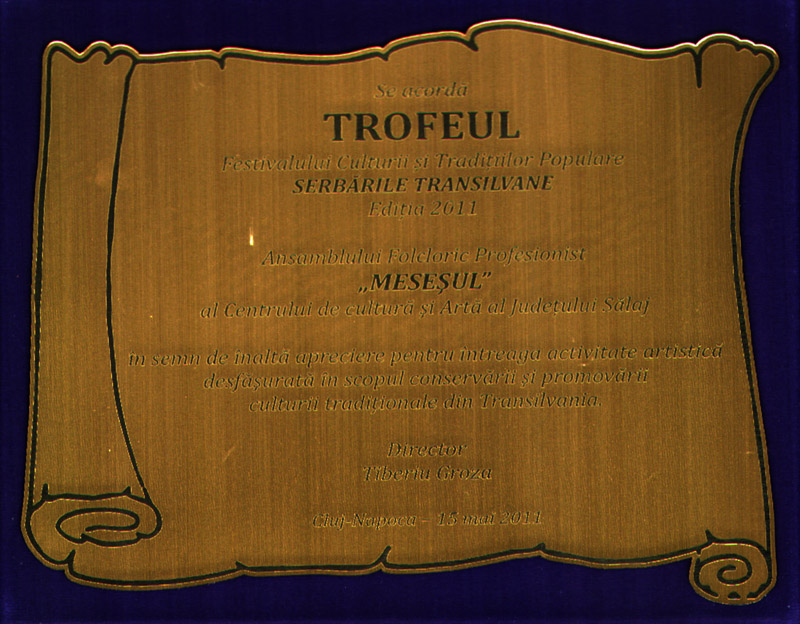 Se acordă
TROFEUL
Festivalului Culturii si Traditiilor Populare
SERBĂRILE TRANSILVANE
Ediția 2011
Ansamblului Folcloric Profesionist
„MESEȘUL”
al Centrului de cultură și Artă al Județului Sălaj
în semn de înaltă apreciere pentru întreaga activitate artistică
desfășurată în scopul conservării și promovării
culturii tradiționale din Transilvania.
Director
Tiberiu Groza
Cluj-Napoca - 15 mai 2011